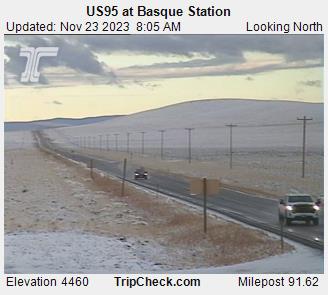 US95 at Basque Station
Updated: Nov 23 2023 8:05 AM Looking North
Elevation 4460 TripCheck.com Milepost 91.62